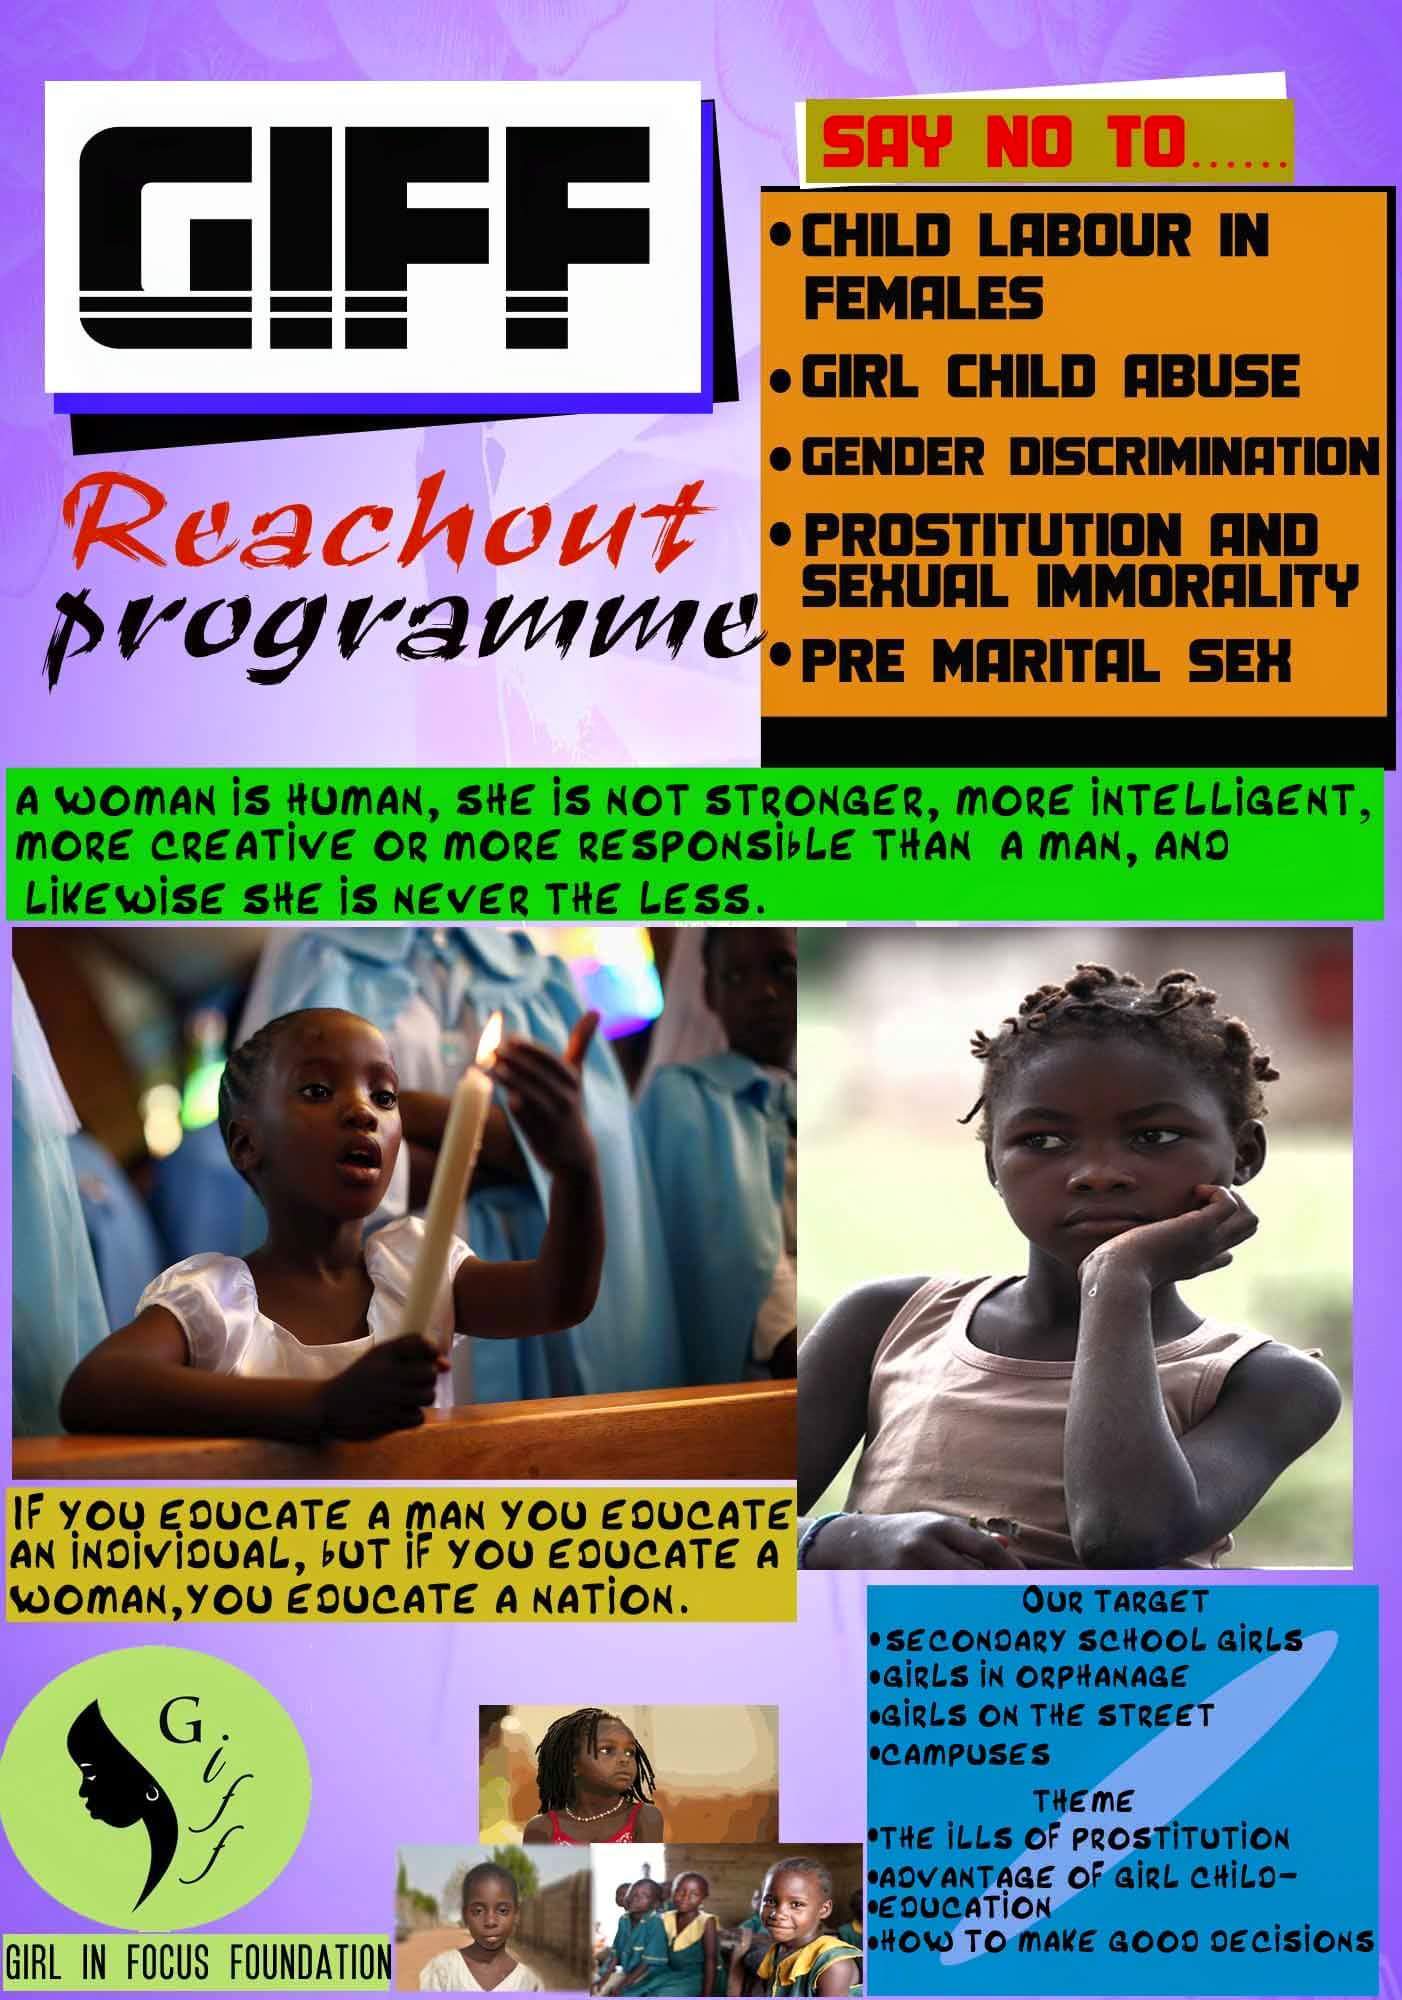 GIFF
Reachout
programme
SAY NO TO......
•CHILD LABOUR IN
FEMALES
•GIRL CHILD ABUSE
•GENDER DISCRIMINATION
•PROSTITUTION AND
SEXUAL IMMORALITY
•PRE MARITAL SEX
A WOMAN iS HUMAN, SHE iS NOT STRONGER, MORE iNTELLiGENT,
MORE CREATiVE OR MORE RESPONSibLE THAN A MAN, AND
LiKEWiSE SHE iS NEVER THE LESS.
IF YOU EDUCATE A MAN YOU EDUCATE
AN iNDiViDUAL, bUT iF YOU EDUCATE A
WOMAN,YOU EDUCATE A NATiON.
Giff
GIRL IN FOCUS FOUNDATION
OUR TARGET
•SECONDARY SCHOOL GiRLS
•GiRLS iN ORPHANAGE
•GiRLS ON THE STREET
•CAMPUSES
THEME
•THE iLLS OF PROSTiTUTiON
•ADVANTAGE OF GiRL CHiLD-
•EDUCATiON
•HOW TO MAKE GOOD DECiSiONS